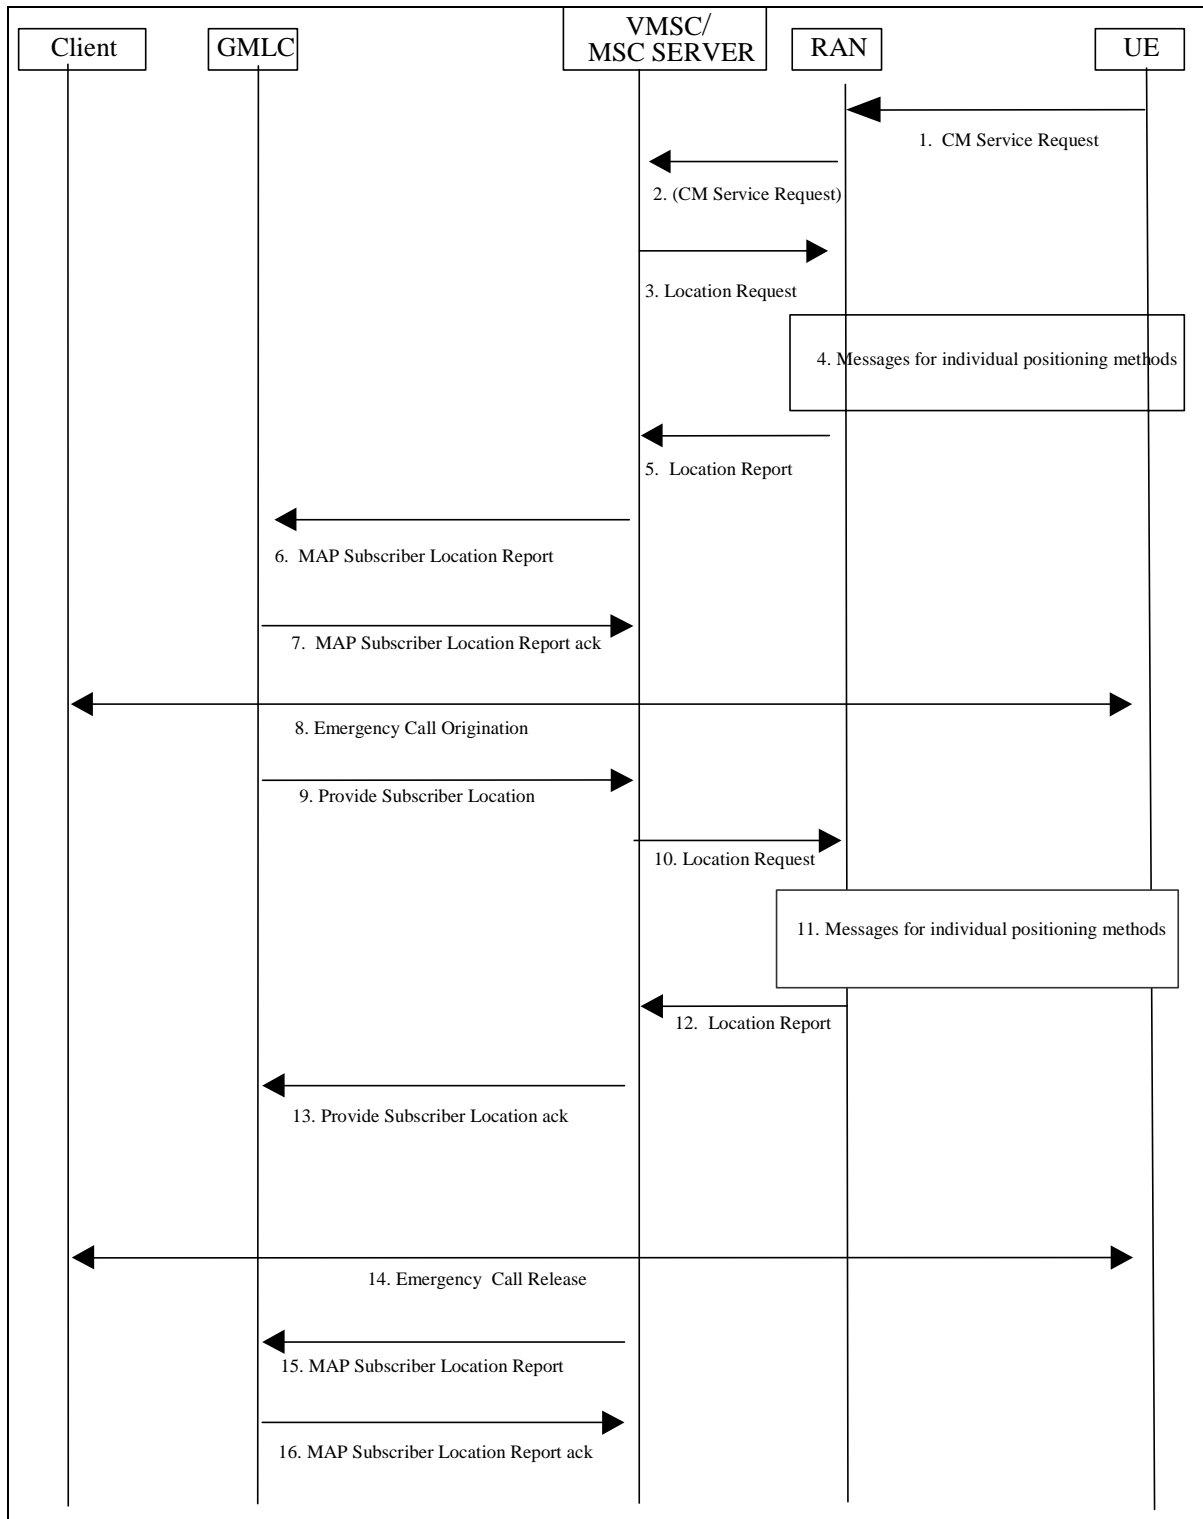 Client
GMLC
VMSC/
MSC SERVER
RAN
UE
1. CM Service Request
2. (CM Service Request)
3. Location Request
4. Messages for individual positioning methods
5. Location Report
6. MAP Subscriber Location Report
7. MAP Subscriber Location Report ack
8. Emergency Call Origination
9. Provide Subscriber Location
10. Location Request
11. Messages for individual positioning methods
12. Location Report
13. Provide Subscriber Location ack
14. Emergency Call Release
15. MAP Subscriber Location Report
16. MAP Subscriber Location Report ack